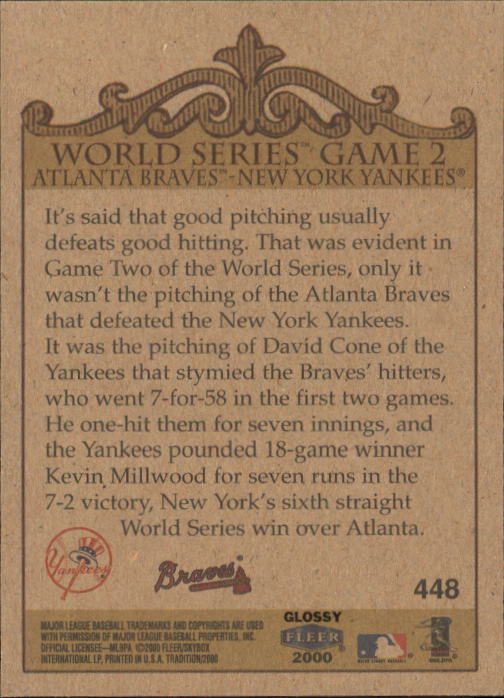 WORLD SERIES™ GAME 2
ATLANTA BRAVES™-NEW YORK YANKEES®
It's said that good pitching usually
defeats good hitting. That was evident in
Game Two of the World Series, only it
wasn't the pitching of the Atlanta Braves
that defeated the New York Yankees.
It was the pitching of David Cone of the
Yankees that stymied the Braves' hitters,
who went 7-for-58 in the first two games.
He one-hit them for seven innings, and
the Yankees pounded 18-game winner
Kevin Millwood for seven runs in the
7-2 victory, New York's sixth straight
World Series win over Atlanta.
Yankees
Braves
448
MAJOR LEAGUE BASEBALL TRADEMARKS AND COPYRIGHTS ARE USED
WITH PERMISSION OF MAJOR LEAGUE BASEBALL PROPERTIES, INC.
OFFICIAL LICENSEE—MLBPA ©2000 FLEER/SKYBOX
INTERNATIONAL LP, PRINTED IN U.S.A. TRADITION/2000
GLOSSY
FLEER
2000